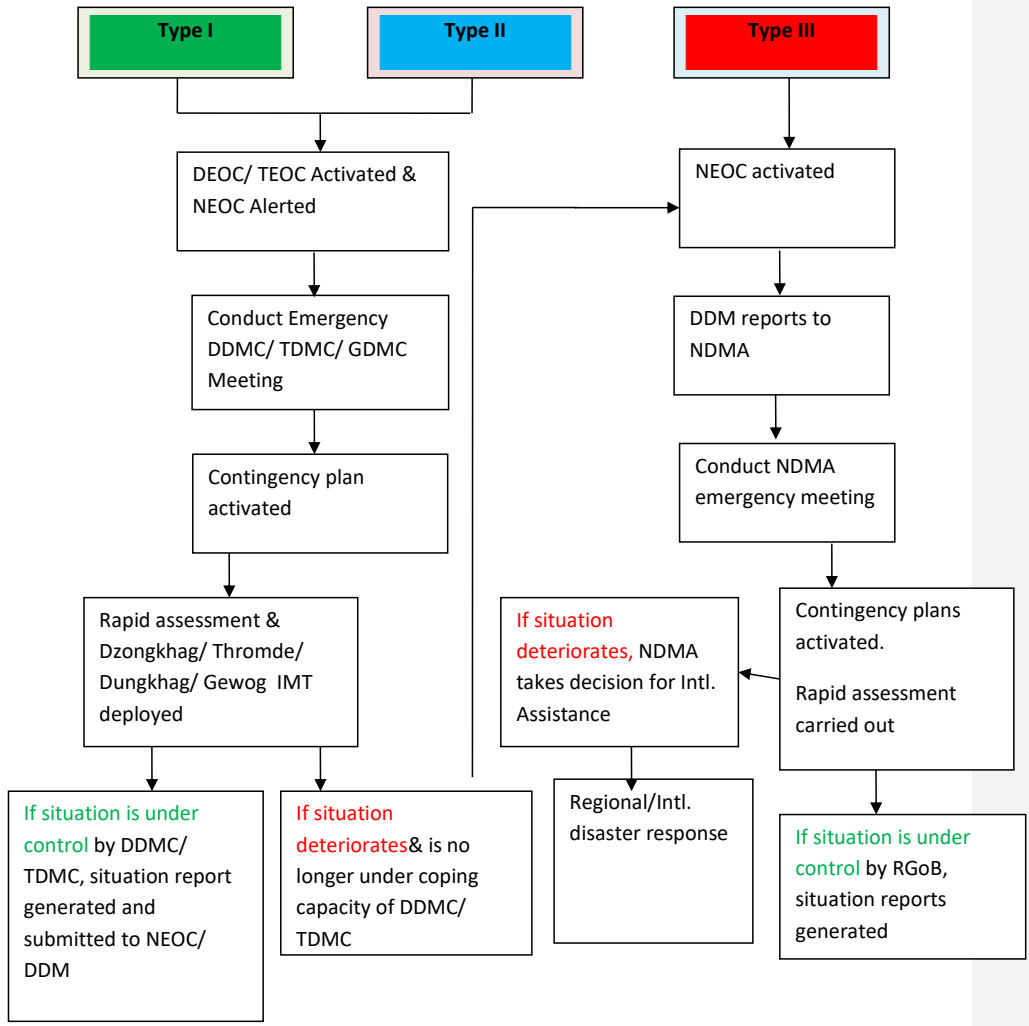 Type I
Type II
Type III
DEOC/ TEOC Activated &
NEOC Alerted
NEOC activated
Conduct Emergency
DDMC/ TDMC/ GDMC
Meeting
DDM reports to
NDMA
Contingency plan
activated
Conduct NDMA
emergency meeting
Rapid assessment &
Dzongkhag/ Thromde/
Dungkhag/ Gewog IMT
deployed
If situation
deteriorates, NDMA
takes decision for Intl.
Assistance
Contingency plans
activated.
Rapid assessment
carried out
If situation is under
control by DDMC/
TDMC, situation report
generated and
submitted to NEOC/
DDM
If situation
deteriorates& is no
longer under coping
capacity of DDMC/
TDMC
Regional/Intl.
disaster response
If situation is under
control by RGoB,
situation reports
generated